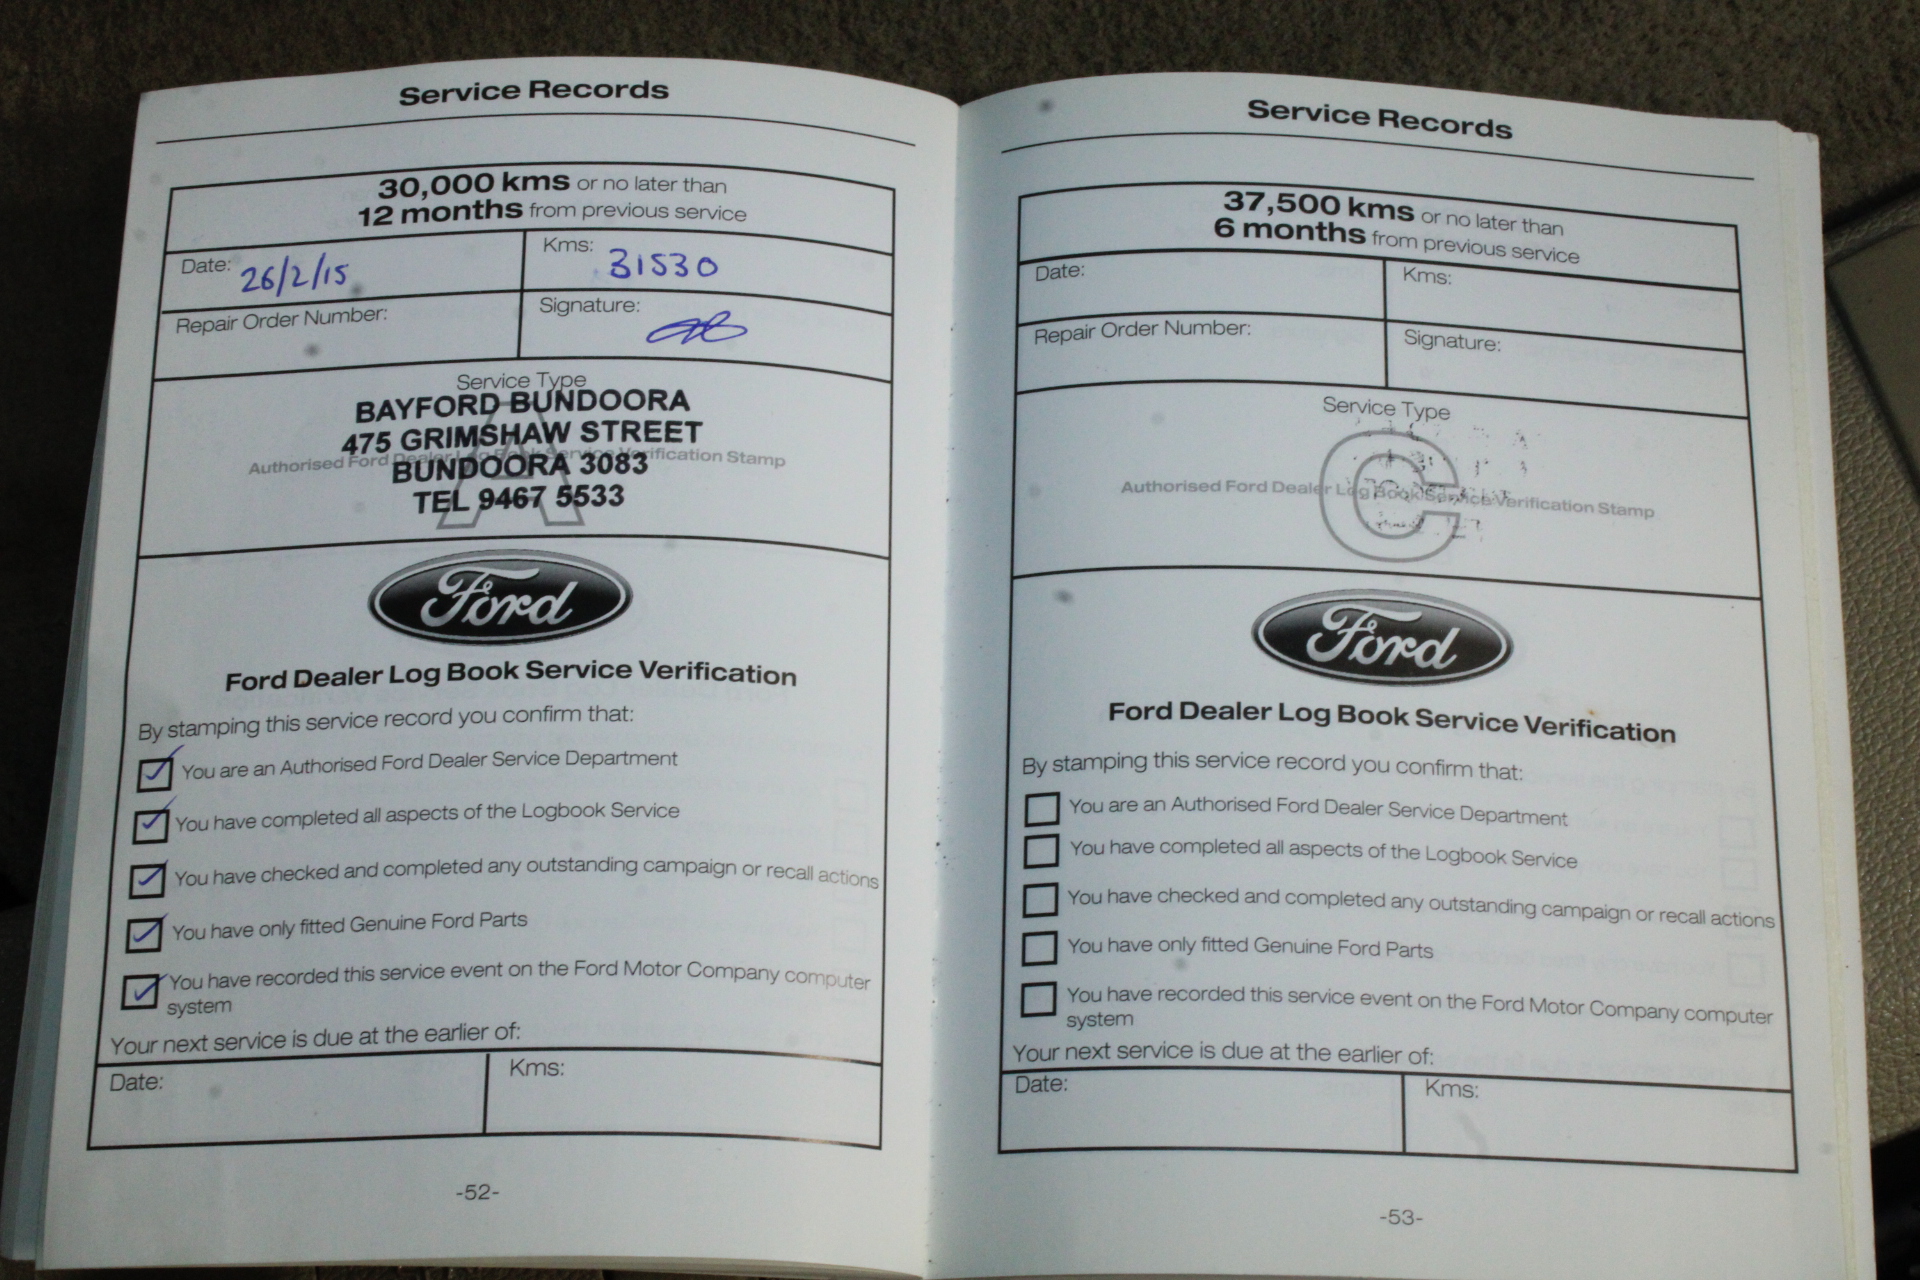 Service Records
30,000 kms or no later than
12 months from previous service
Date: 26/2/15
Kms: 31530
Repair Order Number:
Signature:
Service Type
A
BAYFORD BUNDOORA
475 GRIMSHAW STREET
Authorised Ford Dealer Log Book Service Verification Stamp
BUNDOORA 3083
TEL 9467 5533
Ford
Ford Dealer Log Book Service Verification
By stamping this service record you confirm that:
You are an Authorised Ford Dealer Service Department
You have completed all aspects of the Logbook Service
You have checked and completed any outstanding campaign or recall actions
You have only fitted Genuine Ford Parts
You have recorded this service event on the Ford Motor Company computer
system
Your next service is due at the earlier of:
Date:
Kms:
-52-
Service Records
37,500 kms or no later than
6 months from previous service
Date:
Kms:
Repair Order Number:
Signature:
Service Type
C
Authorised Ford Dealer Log Book Service Verification Stamp
Ford
Ford Dealer Log Book Service Verification
By stamping this service record you confirm that:
You are an Authorised Ford Dealer Service Department
You have completed all aspects of the Logbook Service
You have checked and completed any outstanding campaign or recall actions
You have only fitted Genuine Ford Parts
You have recorded this service event on the Ford Motor Company computer
system
Your next service is due at the earlier of:
Date:
Kms:
-53-